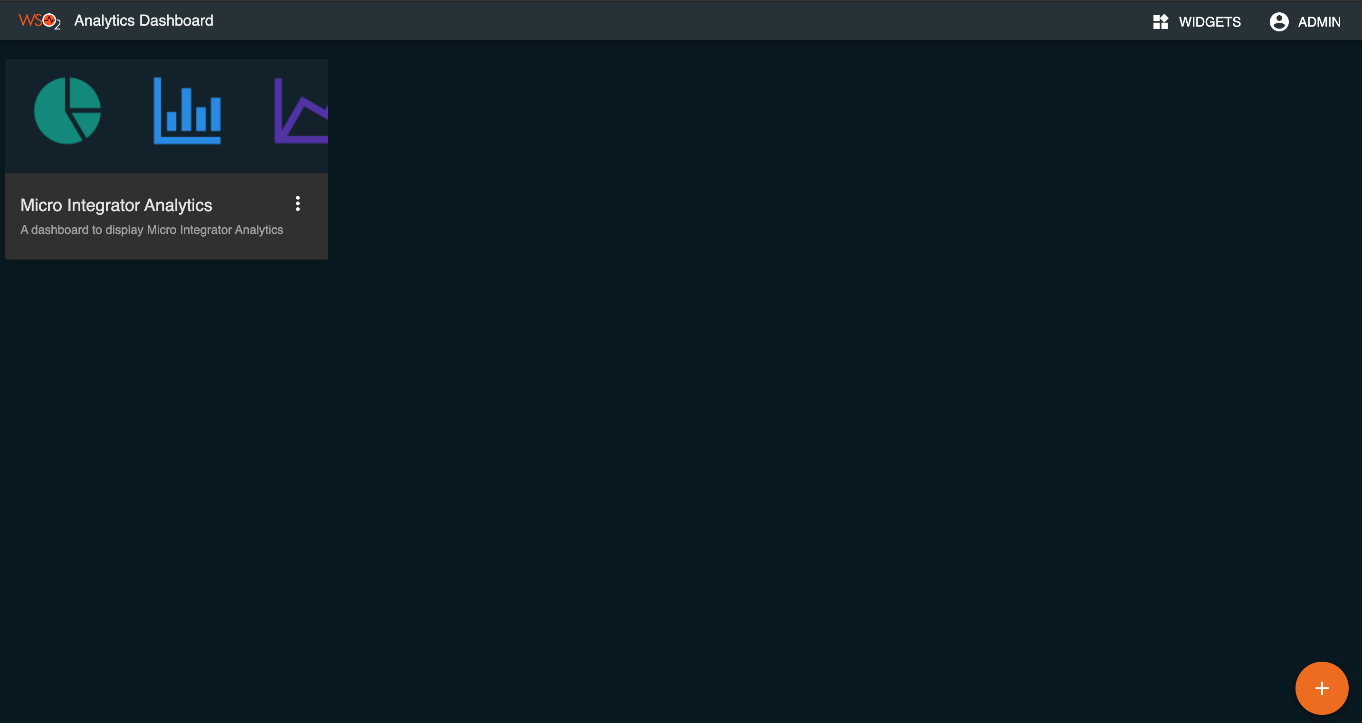 WSO2 Analytics Dashboard
WIDGETS
ADMIN
Micro Integrator Analytics
A dashboard to display Micro Integrator Analytics